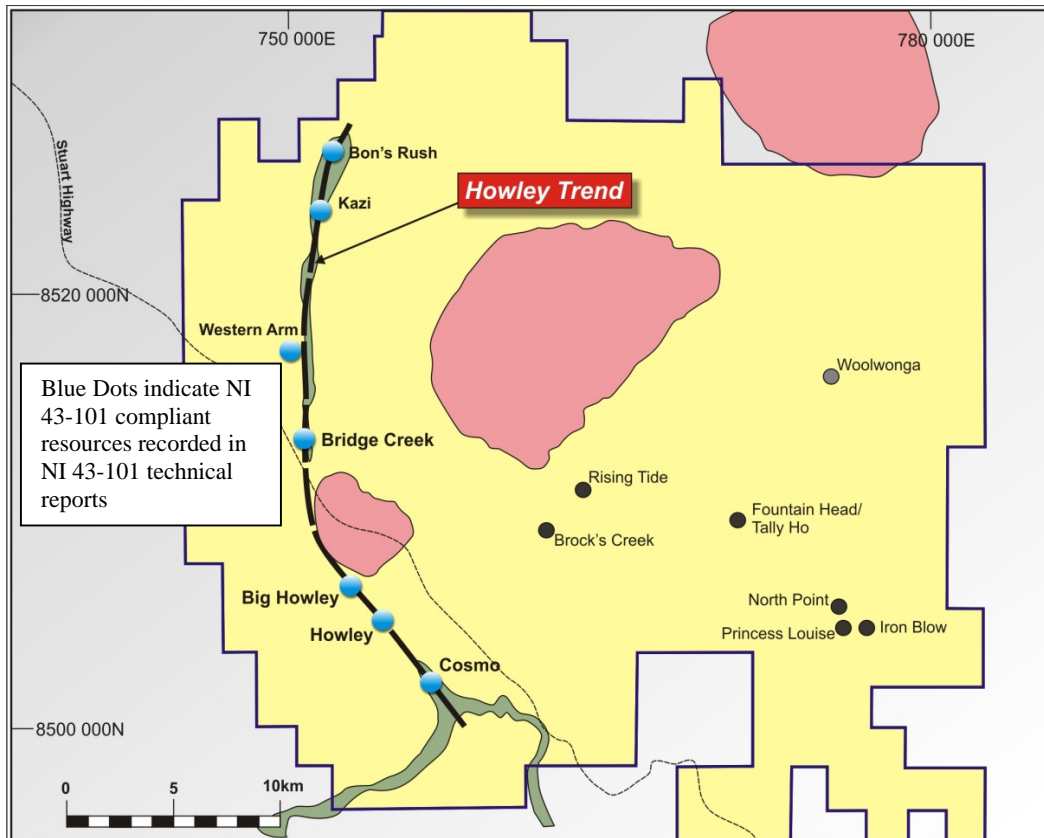 750 000E
780 000E
Stuart Highway
Bon's Rush
Howley Trend
Kazi
8520 000N
Western Arm
Blue Dots indicate NI
43-101 compliant
resources recorded in
NI 43-101 technical
reports
Woolwonga
Bridge Creek
Rising Tide
Fountain Head/
Tally Ho
Brock's Creek
Big Howley
North Point
Howley
Princess Louise
Iron Blow
Cosmo
8500 000N
0
5
10km